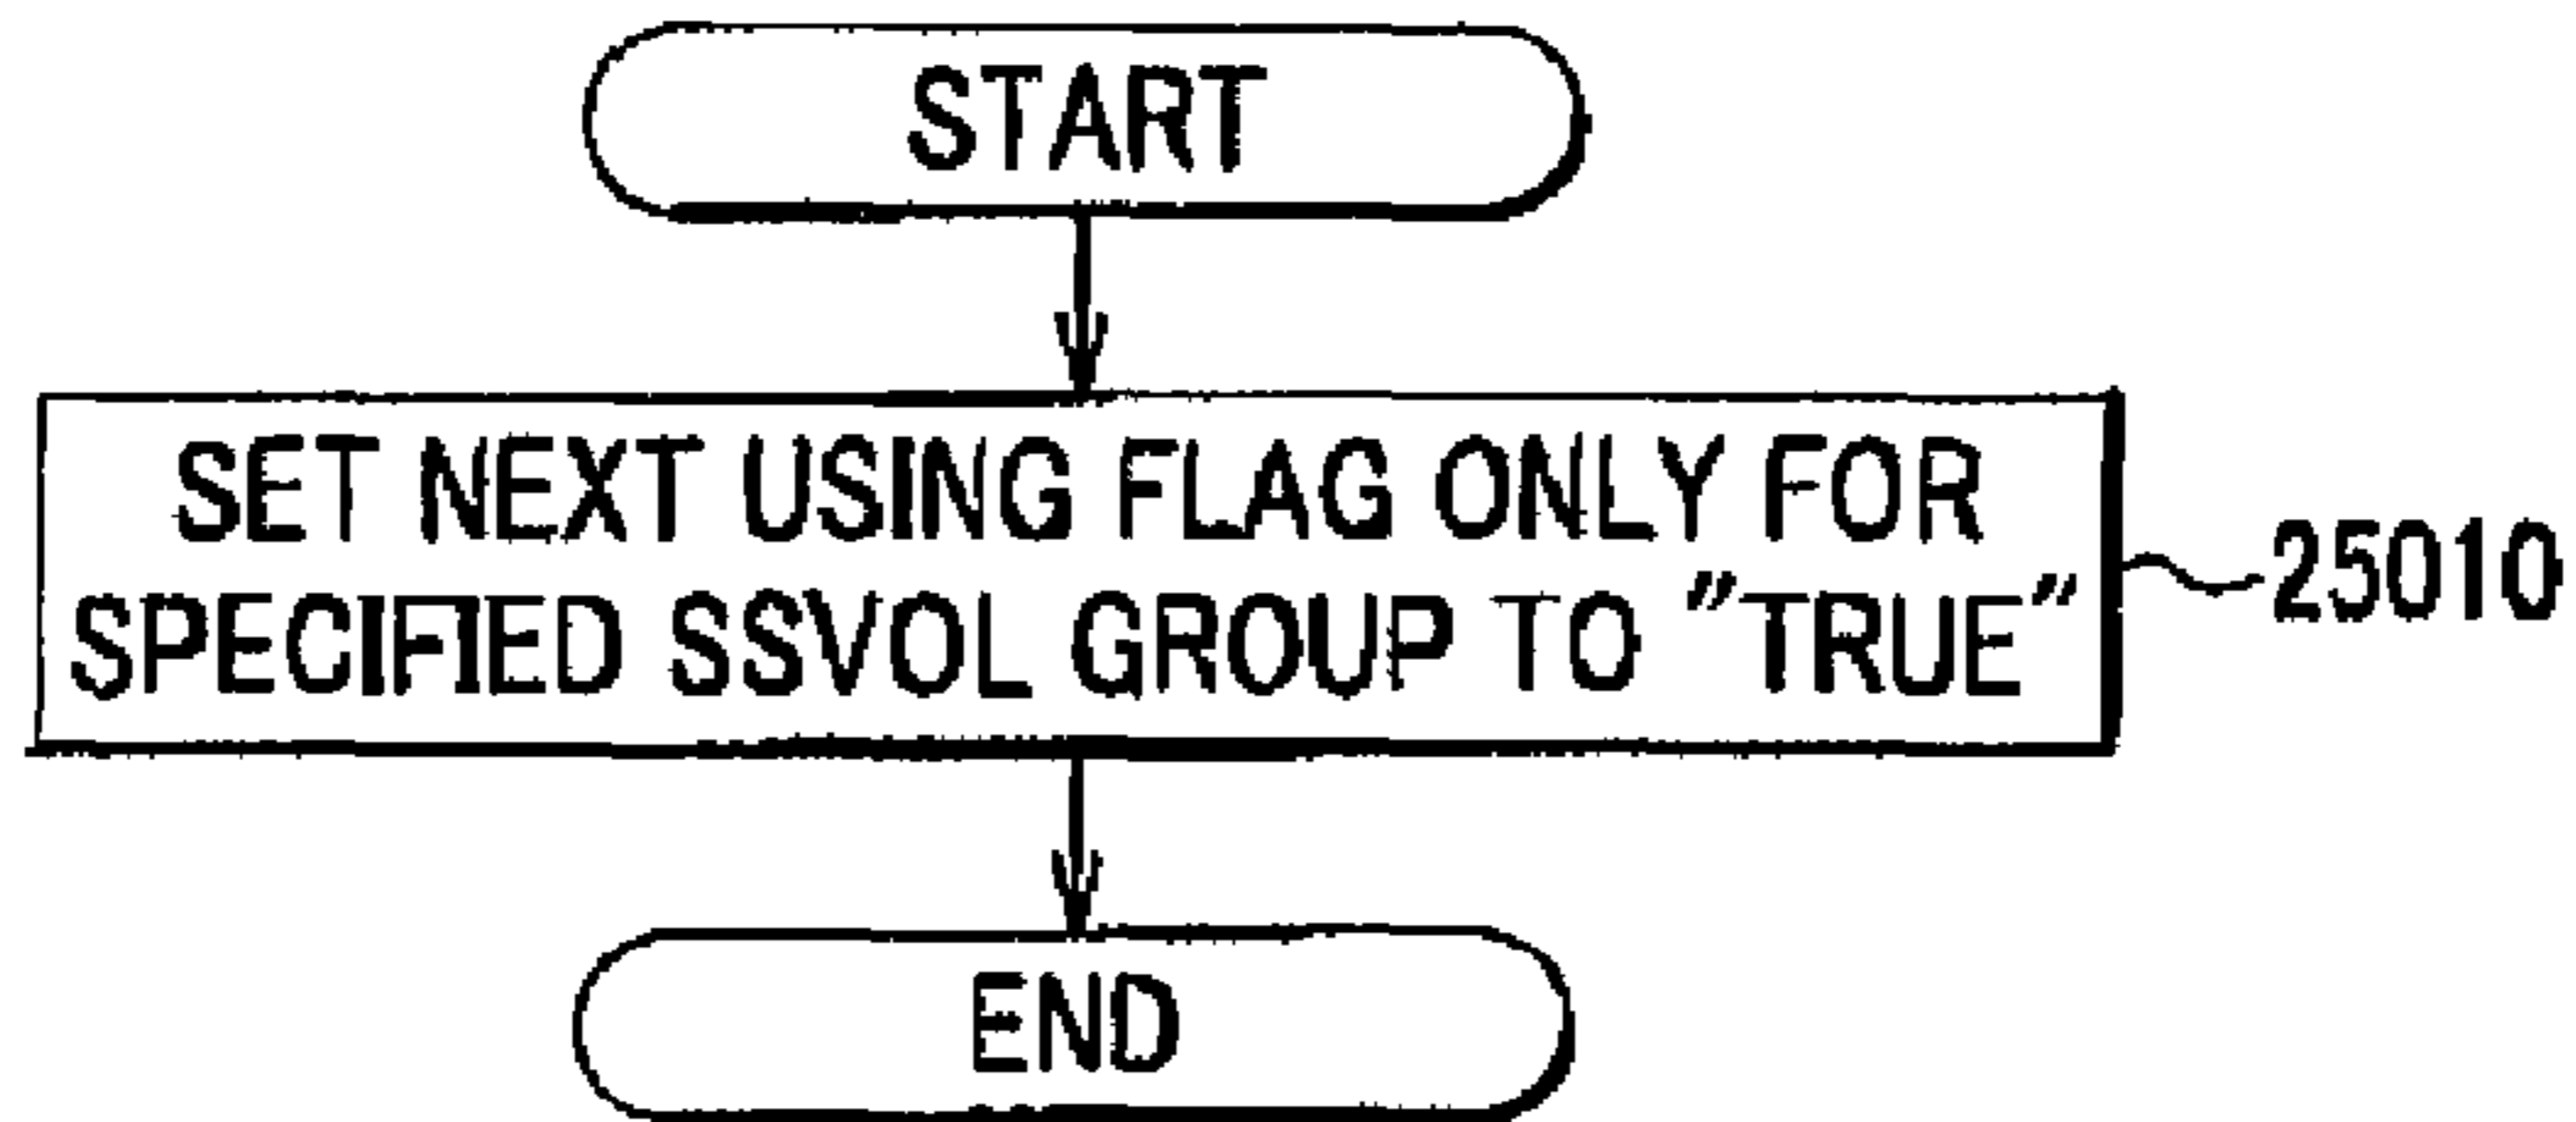 START
SET NEXT USING FLAG ONLY FOR
SPECIFIED SSVOL GROUP TO "TRUE"
25010
END